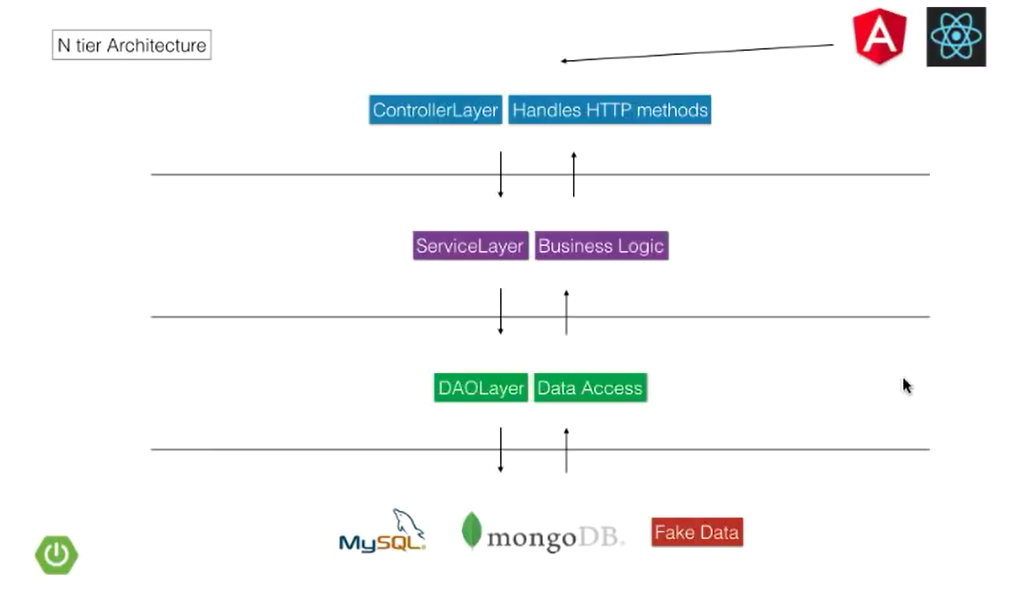 N tier Architecture
A
ControllerLayer Handles HTTP methods
ServiceLayer Business Logic
DAOLayer Data Access
MySQL mongoDB. Fake Data